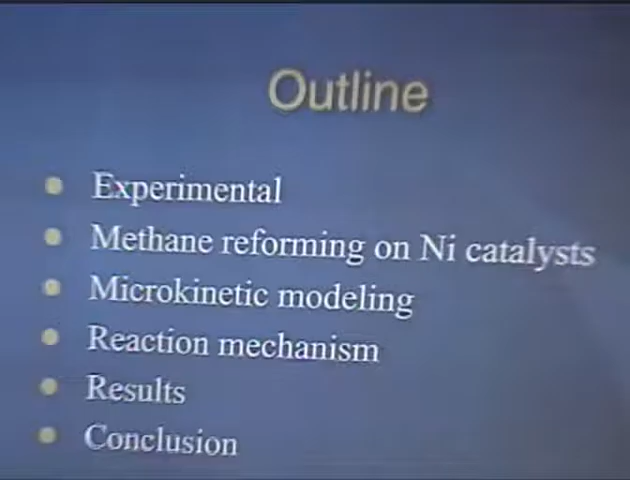 Outline
Experimental
Methane reforming on Ni catalysts
Microkinetic modeling
Reaction mechanism
Results
Conclusion